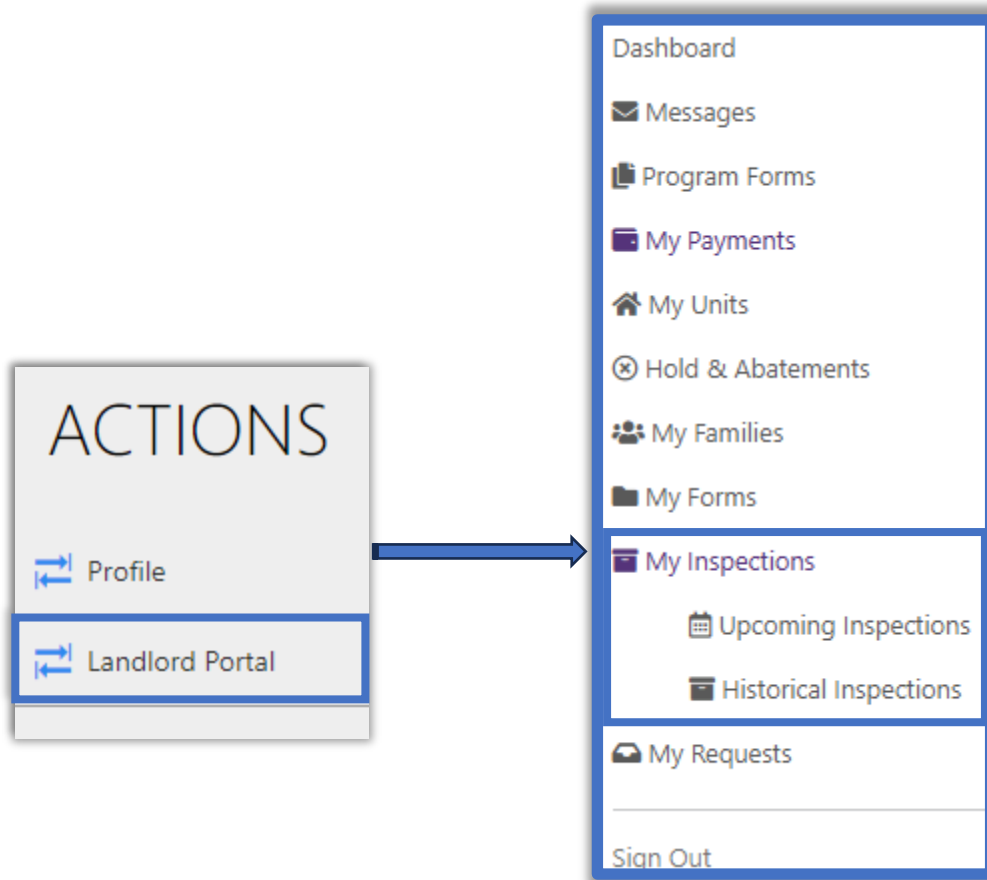 ACTIONS
Profile
Landlord Portal
Dashboard
Messages
Program Forms
My Payments
My Units
Hold & Abatements
My Families
My Forms
My Inspections
Upcoming Inspections
Historical Inspections
My Requests
Sign Out